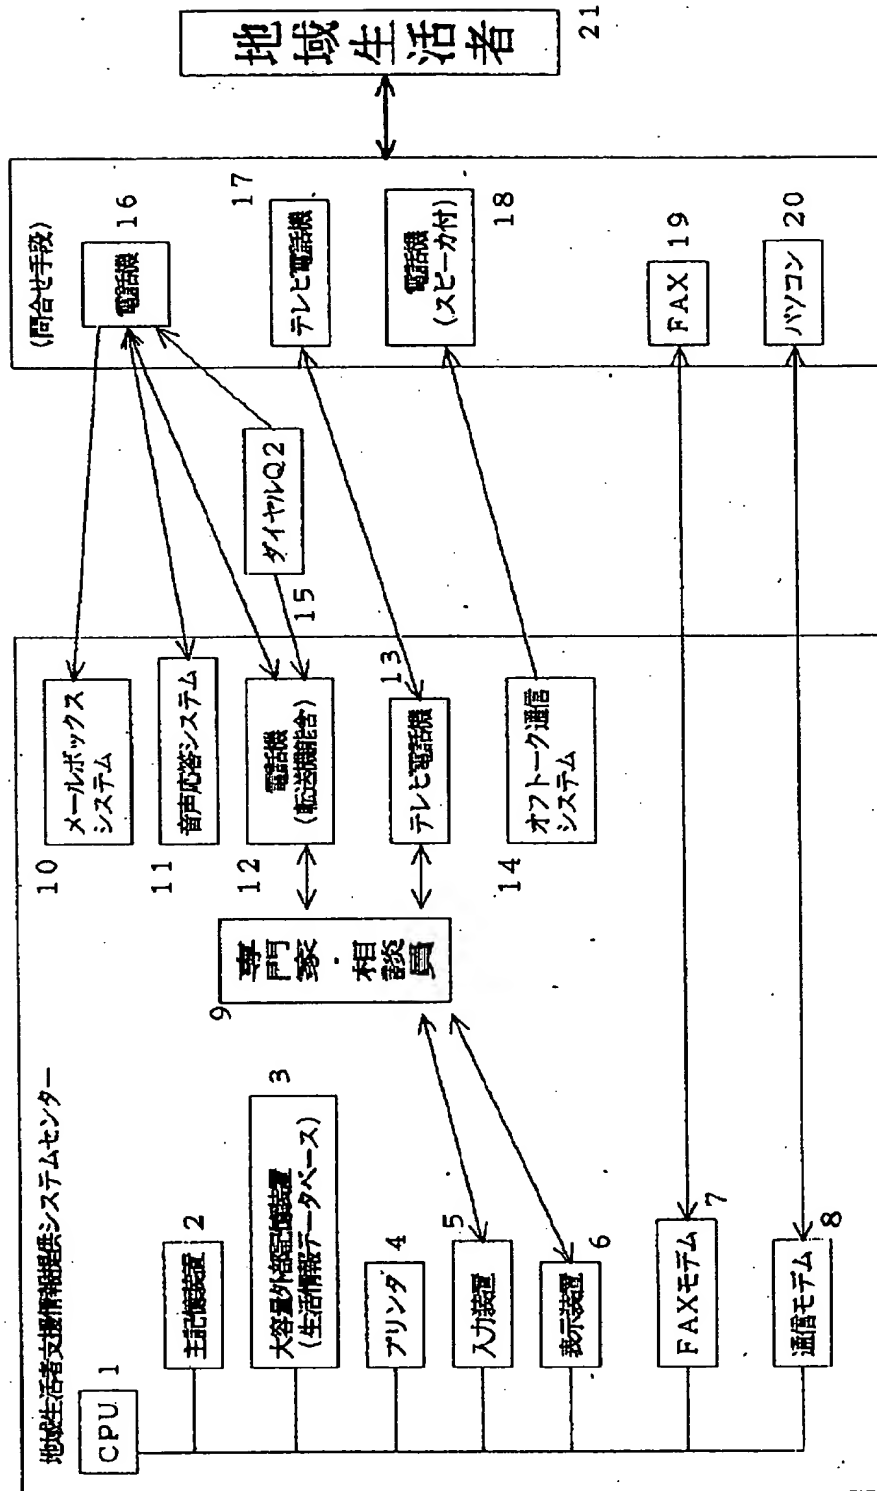 地域生活者支援情報提供システムセンター
CPU
1
主記憶装置
2
大容量外部記憶装置
(生活情報データベース)
3
プリンタ
4
入力装置
5
表示装置
6
FAXモデム
7
通信モデム
8
専門家・相談員
9
メールボックス
システム
10
音声応答システム
11
電話機
(転送機能含)
12
テレビ電話機
13
オフトーク通信
システム
14
ダイヤルQ2
15
(問合せ手段)
電話機
16
テレビ電話機
17
電話機
(スピーカ付)
18
FAX
19
パソコン
20
地域生活者
21